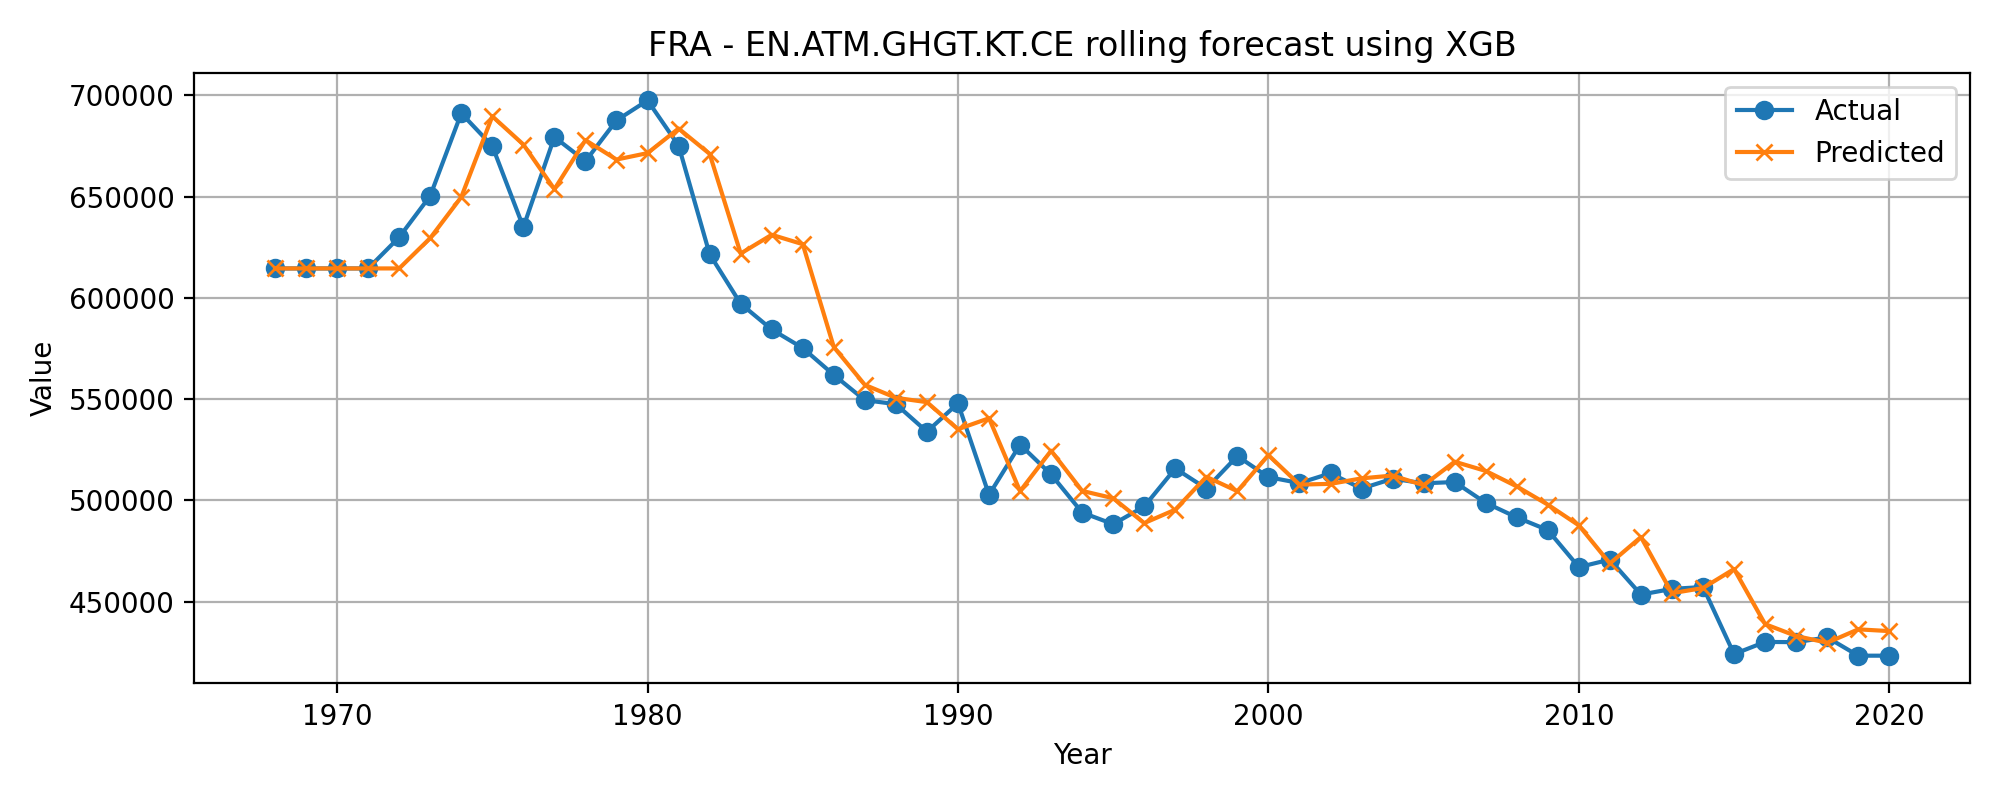 FRA - EN.ATM.GHGT.KT.CE rolling forecast using XGB
Actual
Predicted
Value
700000
650000
600000
550000
500000
450000
1970 1980 1990 2000 2010 2020
Year